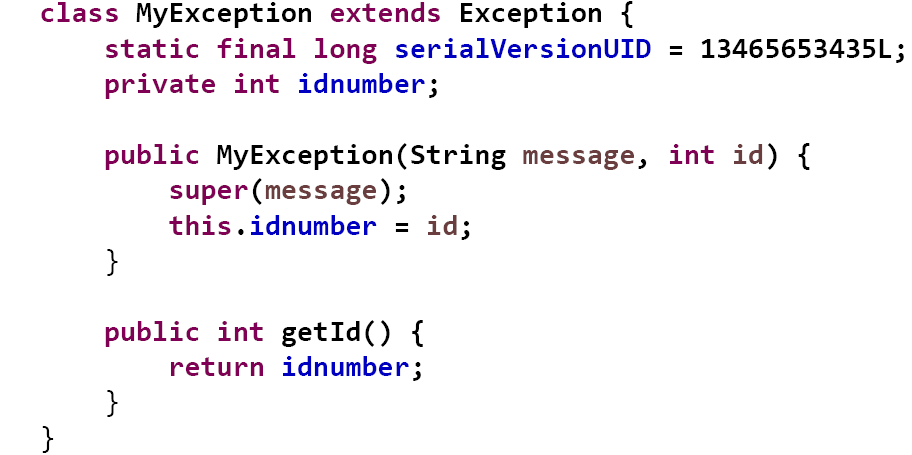 class MyException extends Exception {
    static final long serialVersionUID = 13465653435L;
    private int idnumber;

    public MyException(String message, int id) {
        super(message);
        this.idnumber = id;
    }

    public int getId() {
        return idnumber;
    }
}